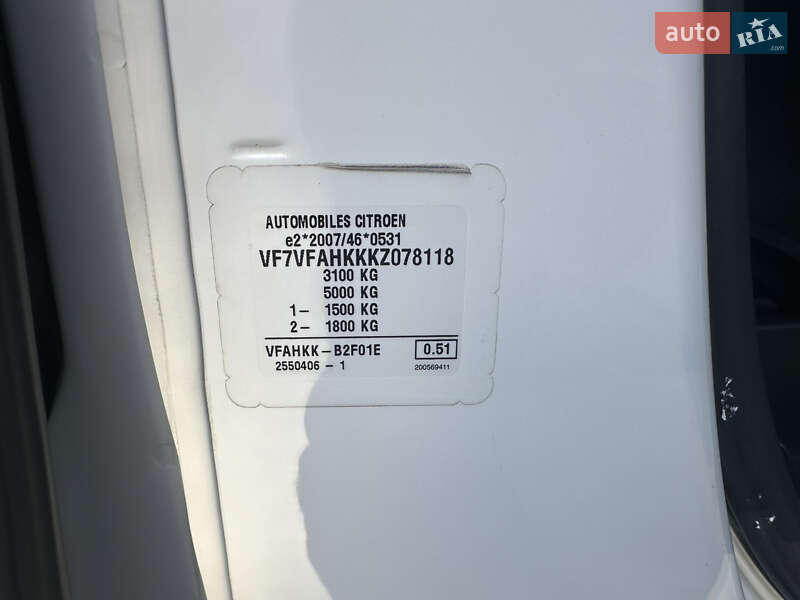 auto RIA
.com
AUTOMOBILES CITROEN
e2*2007/46*0531
VF7VFAHKKKZ078118
3100 KG
5000 KG
1– 1500 KG
2– 1800 KG
VFAHKK–B2F01E 0.51
2550406 – 1 200569411